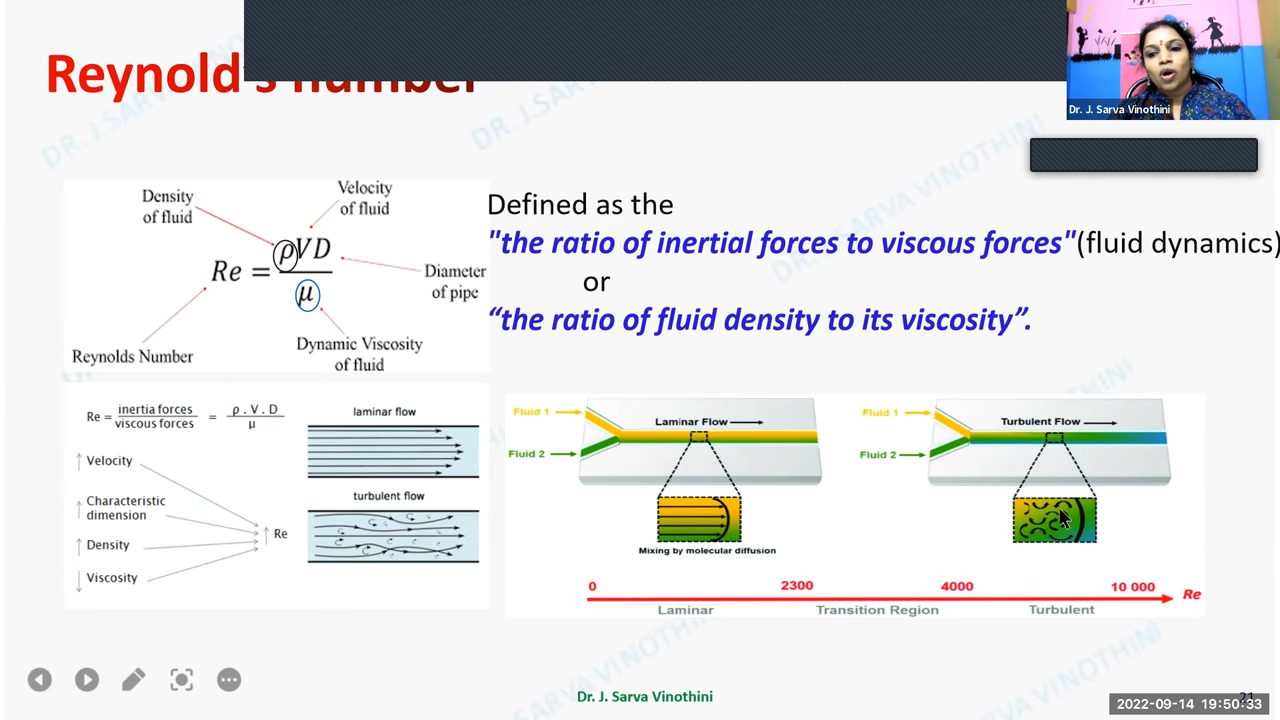 Reynold's number
Dr. J. Sarva Vinothini
Density
of fluid
Velocity
of fluid
Re = ρVD / μ
Diameter
of pipe
Reynolds Number
Dynamic Viscosity
of fluid
Defined as the
"the ratio of inertial forces to viscous forces"(fluid dynamics)
or
“the ratio of fluid density to its viscosity”.
Re = inertia forces / viscous forces = ρ . V . D / μ
↑ Velocity
↑ Characteristic
dimension
↑ Density
↓ Viscosity
↑ Re
laminar flow
turbulent flow
Fluid 1
Fluid 2
Laminar Flow
Mixing by molecular diffusion
Fluid 1
Fluid 2
Turbulent Flow
0 2300 4000 10 000 Re
Laminar Transition Region Turbulent
Dr. J. Sarva Vinothini
21
2022-09-14 19:50:33
DR. J.SARVA VINOTHINI